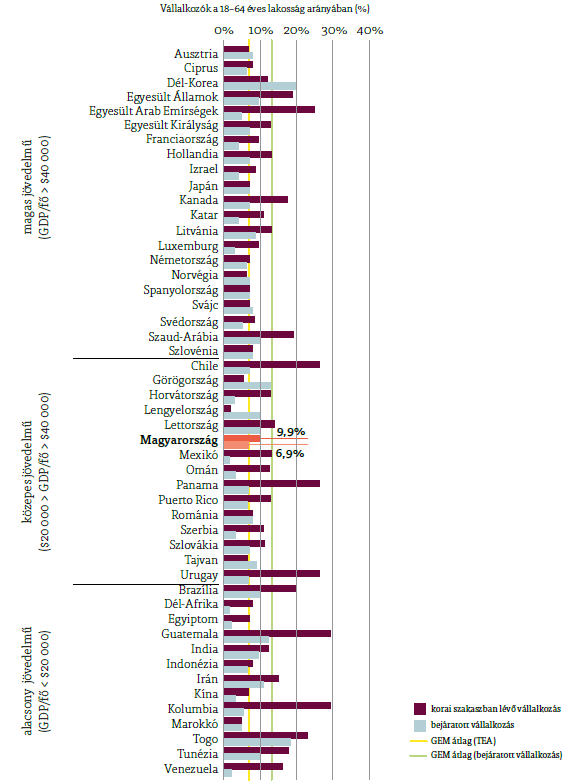 Vállalkozók a 18–64 éves lakosság arányában (%)
0% 10% 20% 30% 40%
magas jövedelmű
(GDP/fő > $40 000)
Ausztria
Ciprus
Dél-Korea
Egyesült Államok
Egyesült Arab Emírségek
Egyesült Királyság
Franciaország
Hollandia
Izrael
Japán
Kanada
Katar
Litvánia
Luxemburg
Németország
Norvégia
Spanyolország
Svájc
Svédország
Szaud-Arábia
Szlovénia
közepes jövedelmű
($20 000 > GDP/fő > $40 000)
Chile
Görögország
Horvátország
Lengyelország
Lettország
Magyarország 9,9%
Mexikó 6,9%
Omán
Panama
Puerto Rico
Románia
Szerbia
Szlovákia
Tajvan
Urugay
alacsony jövedelmű
(GDP/fő < $20 000)
Brazília
Dél-Afrika
Egyiptom
Guatemala
India
Indonézia
Irán
Kína
Kolumbia
Marokkó
Togo
Tunézia
Venezuela
korai szakaszban lévő vállalkozás
bejáratott vállalkozás
GEM átlag (TEA)
GEM átlag (bejáratott vállalkozás)